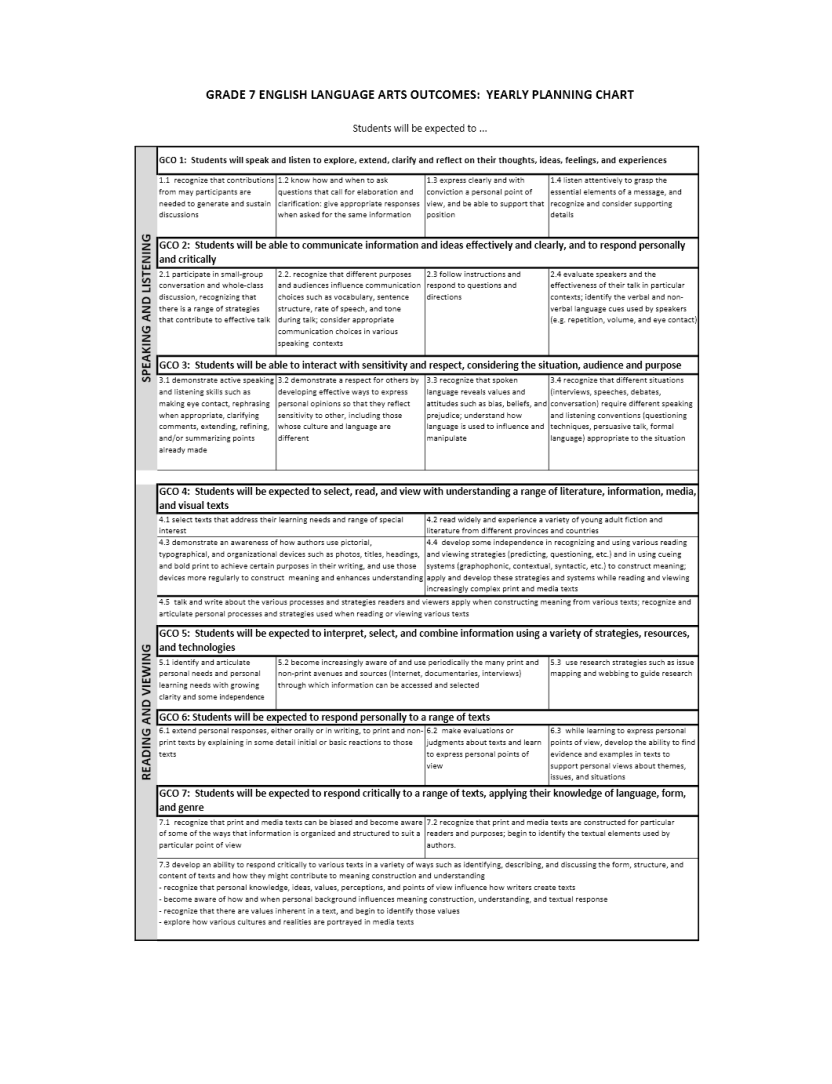 GRADE 7 ENGLISH LANGUAGE ARTS OUTCOMES:  YEARLY PLANNING CHART
Students will be expected to ...
SPEAKING AND LISTENING
GCO 1:  Students will speak and listen to explore, extend, clarify and reflect on their thoughts, ideas, feelings, and experiences
1.1  recognize that contributions
from may participants are
needed to generate and sustain
discussions
1.2 know how and when to ask
questions that call for elaboration and
clarification: give appropriate responses
when asked for the same information
1.3 express clearly and with
conviction a personal point of
view, and be able to support that
position
1.4 listen attentively to grasp the
essential elements of a message, and
recognize and consider supporting
details
GCO 2:  Students will be able to communicate information and ideas effectively and clearly, and to respond personally
and critically
2.1 participate in small-group
conversation and whole-class
discussion, recognizing that
there is a range of strategies
that contribute to effective talk
2.2. recognize that different purposes
and audiences influence communication
choices such as vocabulary, sentence
structure, rate of speech, and tone
during talk; consider appropriate
communication choices in various
speaking  contexts
2.3 follow instructions and
respond to questions and
directions
2.4 evaluate speakers and the
effectiveness of their talk in particular
contexts; identify the verbal and non-
verbal language cues used by speakers
(e.g. repetition, volume, and eye contact)
GCO 3:  Students will be able to interact with sensitivity and respect, considering the situation, audience and purpose
3.1 demonstrate active speaking
and listening skills such as
making eye contact, rephrasing
when appropriate, clarifying
comments, extending, refining,
and/or summarizing points
already made
3.2 demonstrate a respect for others by
developing effective ways to express
personal opinions so that they reflect
sensitivity to other, including those
whose culture and language are
different
3.3 recognize that spoken
language reveals values and
attitudes such as bias, beliefs, and
prejudice; understand how
language is used to influence and
manipulate
3.4 recognize that different situations
(interviews, speeches, debates,
conversation) require different speaking
and listening conventions (questioning
techniques, persuasive talk, formal
language) appropriate to the situation
READING AND VIEWING
GCO 4:  Students will be expected to select, read, and view with understanding a range of literature, information, media,
and visual texts
4.1 select texts that address their learning needs and range of special
interest
4.2 read widely and experience a variety of young adult fiction and
literature from different provinces and countries
4.3 demonstrate an awareness of how authors use pictorial,
typographical, and organizational devices such as photos, titles, headings,
and bold print to achieve certain purposes in their writing, and use those
devices more regularly to construct  meaning and enhances understanding
4.4  develop some independence in recognizing and using various reading
and viewing strategies (predicting, questioning, etc.) and in using cueing
systems (graphophonic, contextual, syntactic, etc.) to construct meaning;
apply and develop these strategies and systems while reading and viewing
increasingly complex print and media texts
4.5  talk and write about the various processes and strategies readers and viewers apply when constructing meaning from various texts; recognize and
articulate personal processes and strategies used when reading or viewing various texts
GCO 5:  Students will be expected to interpret, select, and combine information using a variety of strategies, resources,
and technologies
5.1 identify and articulate
personal needs and personal
learning needs with growing
clarity and some independence
5.2 become increasingly aware of and use periodically the many print and
non-print avenues and sources (Internet, documentaries, interviews)
through which information can be accessed and selected
5.3  use research strategies such as issue
mapping and webbing to guide research
GCO 6: Students will be expected to respond personally to a range of texts
6.1 extend personal responses, either orally or in writing, to print and non-
print texts by explaining in some detail initial or basic reactions to those
texts
6.2  make evaluations or
judgments about texts and learn
to express personal points of
view
6.3  while learning to express personal
points of view, develop the ability to find
evidence and examples in texts to
support personal views about themes,
issues, and situations
GCO 7:  Students will be expected to respond critically to a range of texts, applying their knowledge of language, form,
and genre
7.1  recognize that print and media texts can be biased and become aware
of some of the ways that information is organized and structured to suit a
particular point of view
7.2 recognize that print and media texts are constructed for particular
readers and purposes; begin to identify the textual elements used by
authors.
7.3 develop an ability to respond critically to various texts in a variety of ways such as identifying, describing, and discussing the form, structure, and
content of texts and how they might contribute to meaning construction and understanding
- recognize that personal knowledge, ideas, values, perceptions, and points of view influence how writers create texts
- become aware of how and when personal background influences meaning construction, understanding, and textual response
- recognize that there are values inherent in a text, and begin to identify those values
- explore how various cultures and realities are portrayed in media texts